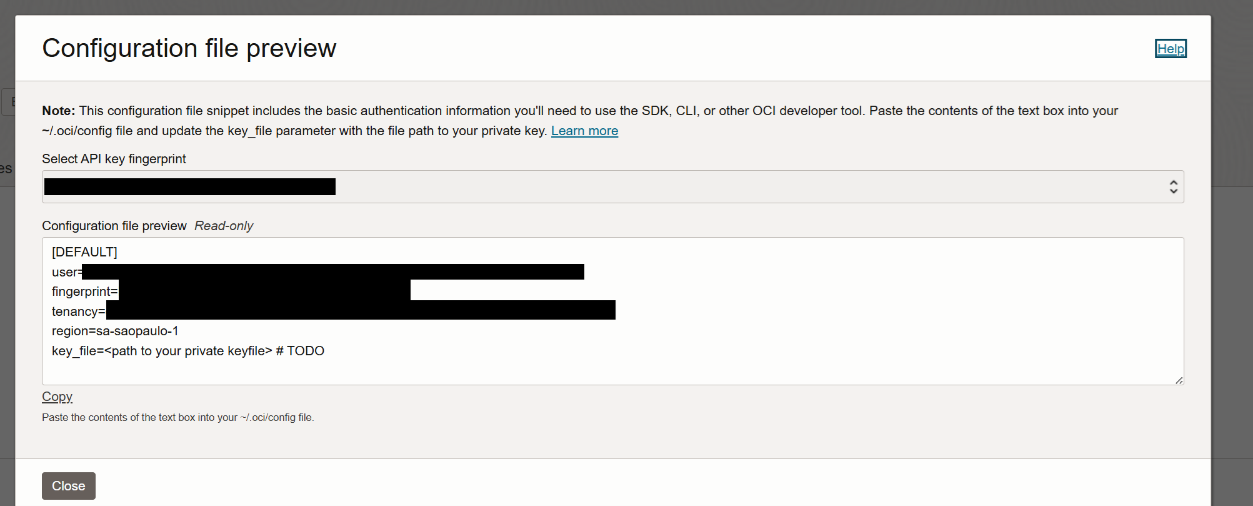 Configuration file preview
Help
Note: This configuration file snippet includes the basic authentication information you'll need to use the SDK, CLI, or other OCI developer tool. Paste the contents of the text box into your
~/.oci/config file and update the key_file parameter with the file path to your private key. Learn more
Select API key fingerprint
Configuration file preview Read-only
[DEFAULT]
user=
fingerprint=
tenancy=
region=sa-saopaulo-1
key_file=<path to your private keyfile> # TODO
Copy
Paste the contents of the text box into your ~/.oci/config file.
Close